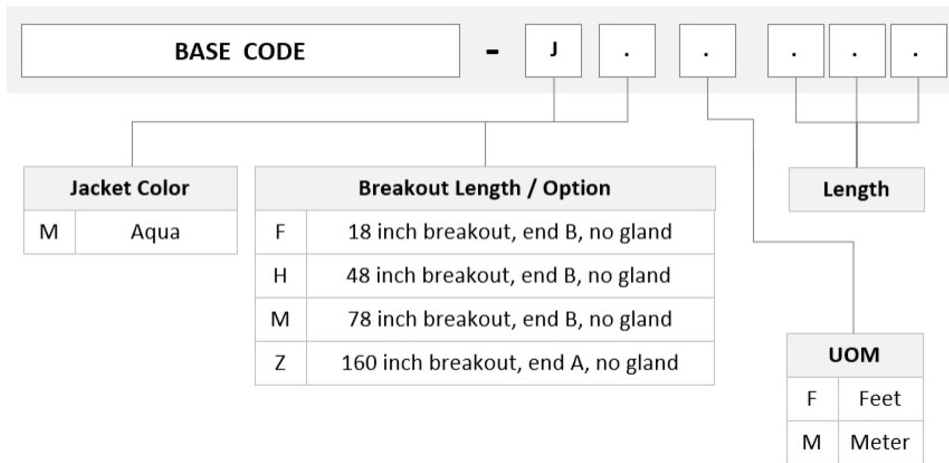 BASE CODE - J . . . . .
Jacket Color
M Aqua
Breakout Length / Option
F 18 inch breakout, end B, no gland
H 48 inch breakout, end B, no gland
M 78 inch breakout, end B, no gland
Z 160 inch breakout, end A, no gland
Length
UOM
F Feet
M Meter